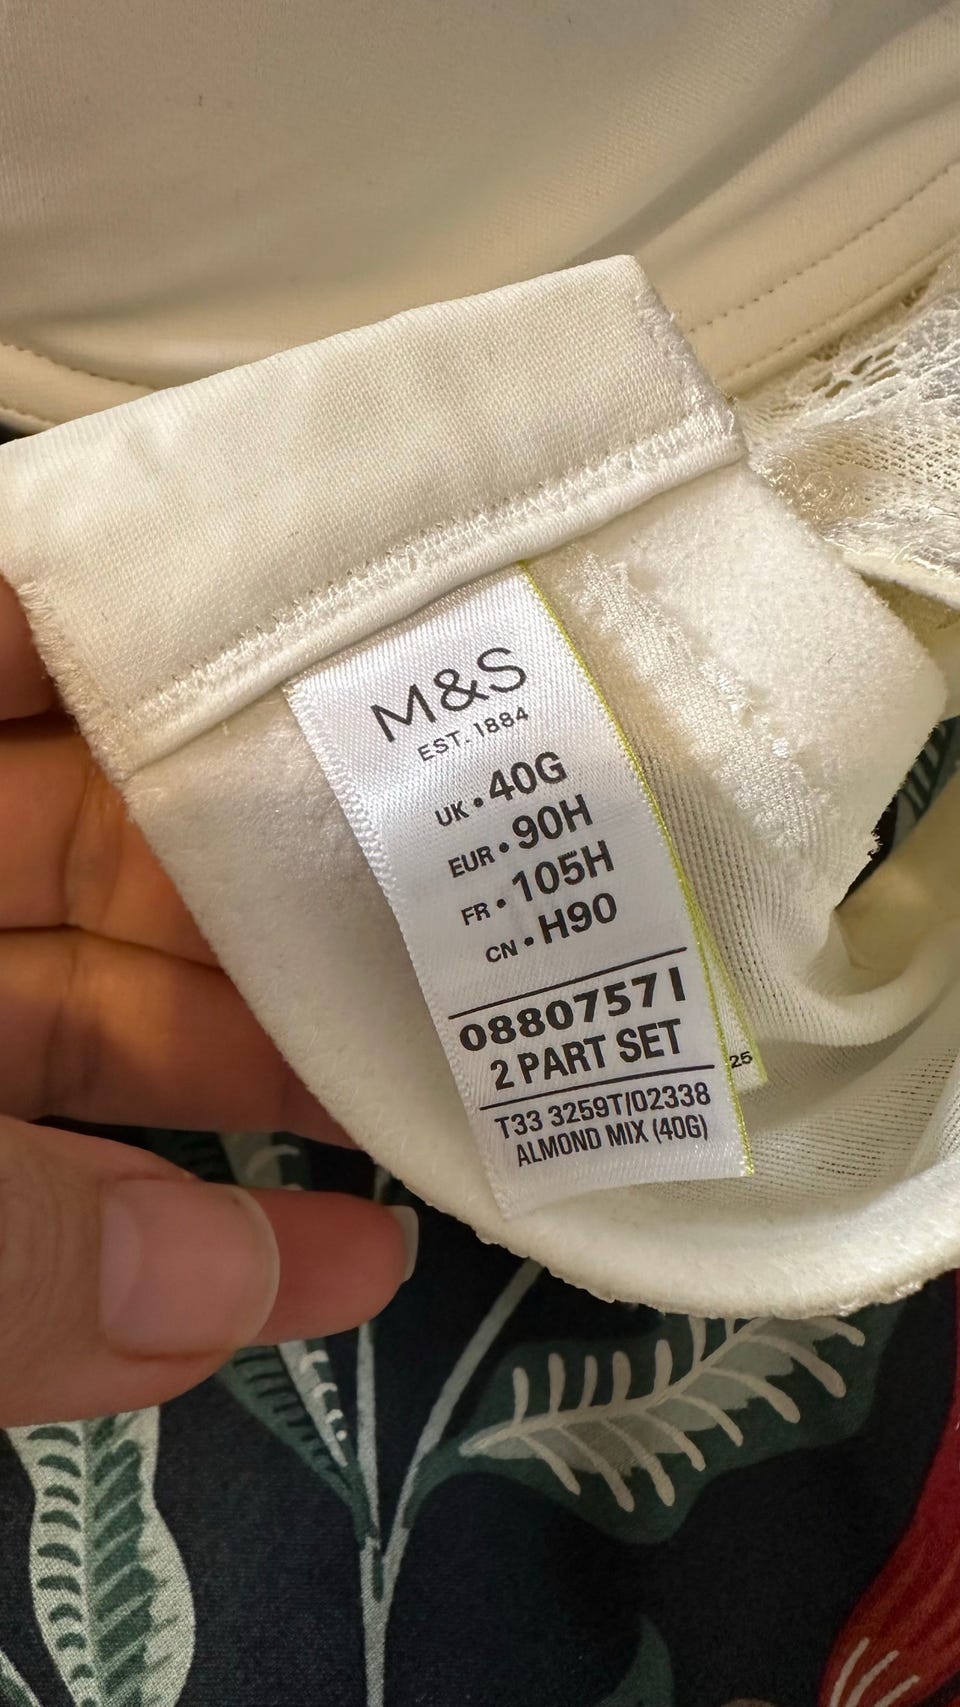 M&S
EST. 1884
UK • 40G
EUR • 90H
FR • 105H
CN • H90
08807571
2 PART SET
T33 3259T/02338
ALMOND MIX (40G)
25